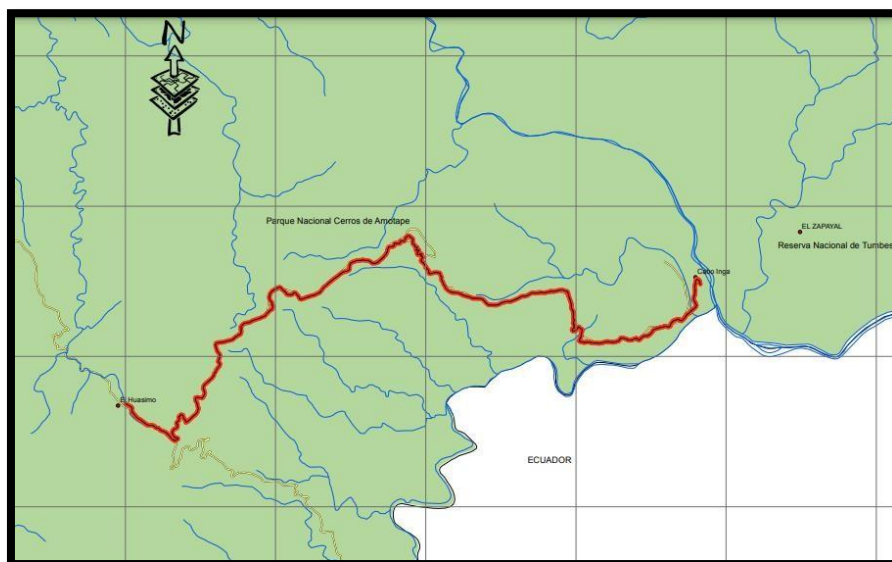 N
Parque Nacional Cerros de Amotape
EL ZAPAYAL
Reserva Nacional de Tumbes
Cabo Inga
El Huasimo
ECUADOR